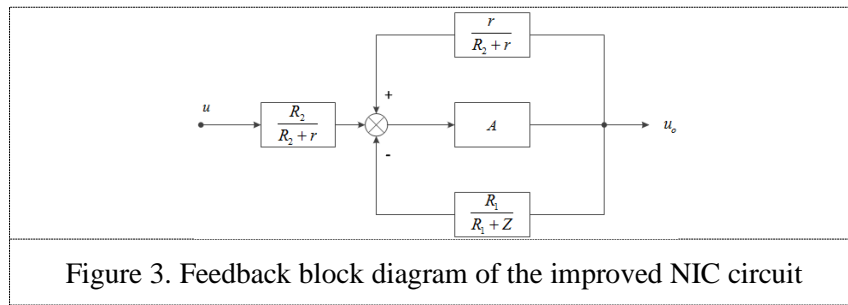 r
R₂ + r
+
u
R₂
R₂ + r
A
uₒ
-
R₁
R₁ + Z
Figure 3. Feedback block diagram of the improved NIC circuit